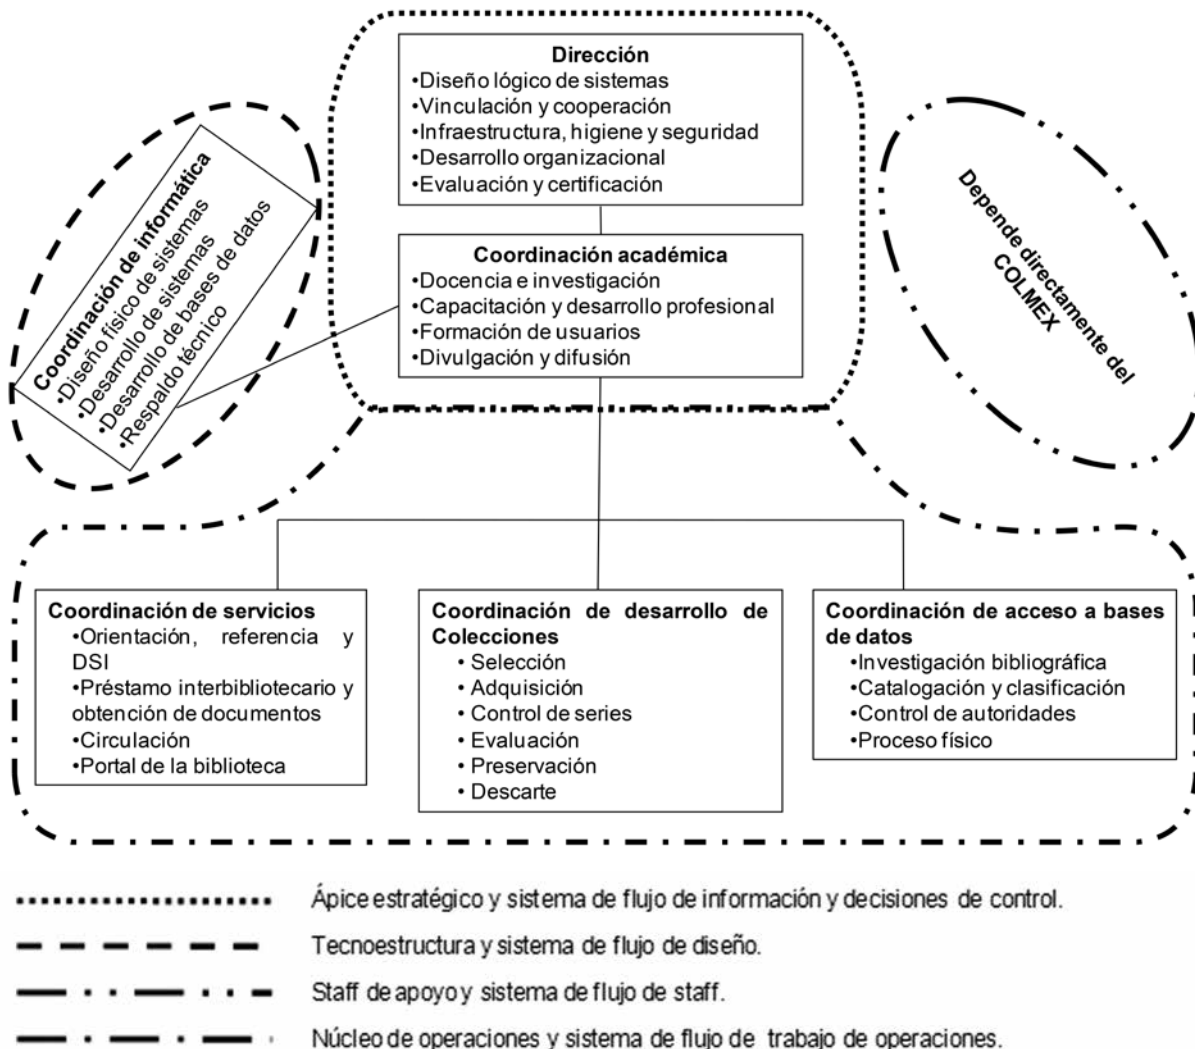 Dirección
•Diseño lógico de sistemas
•Vinculación y cooperación
•Infraestructura, higiene y seguridad
•Desarrollo organizacional
•Evaluación y certificación
Coordinación de informática
•Diseño físico de sistemas
•Desarrollo de sistemas
•Desarrollo de bases de datos
•Respaldo técnico
Coordinación académica
•Docencia e investigación
•Capacitación y desarrollo profesional
•Formación de usuarios
•Divulgación y difusión
Depende directamente del
COLMEX
Coordinación de servicios
•Orientación, referencia y
DSI
•Préstamo interbibliotecario y
obtención de documentos
•Circulación
•Portal de la biblioteca
Coordinación de desarrollo de
Colecciones
• Selección
• Adquisición
• Control de series
• Evaluación
• Preservación
• Descarte
Coordinación de acceso a bases
de datos
•Investigación bibliográfica
•Catalogación y clasificación
•Control de autoridades
•Proceso físico
Ápice estratégico y sistema de flujo de información y decisiones de control.
Tecnoestructura y sistema de flujo de diseño.
Staff de apoyo y sistema de flujo de staff.
Núcleo de operaciones y sistema de flujo de trabajo de operaciones.